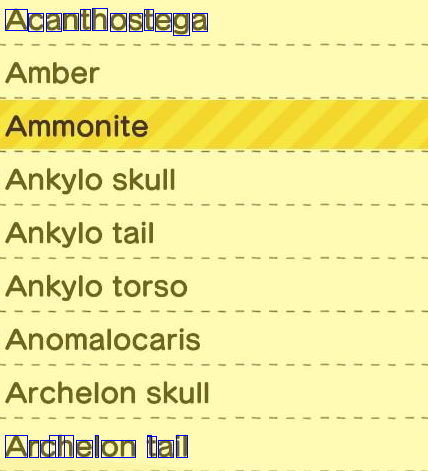 Acanthostega
Amber
Ammonite
Ankylo skull
Ankylo tail
Ankylo torso
Anomalocaris
Archelon skull
Archelon tail